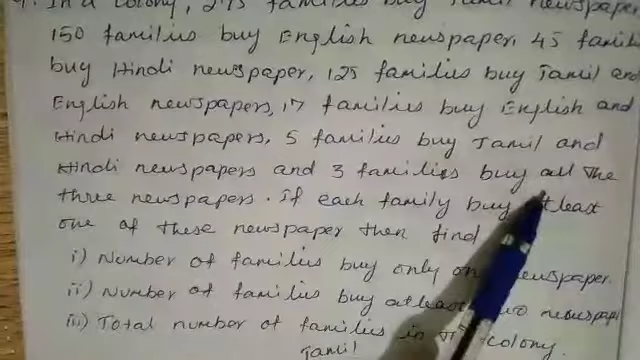 In a colony, 275 families buy Tamil newspaper
150 families buy English newspaper, 45 famili
buy Hindi newspaper, 125 families buy Tamil and
English newspapers, 17 families buy English and
Hindi newspapers, 5 families buy Tamil and
Hindi newspapers and 3 families buy all the
three newspapers. If each family buy atleast
one of these newspaper then find
i) Number of families buy only on newspaper.
ii) Number of families buy atleast two newspap
iii) Total number of families in the colony.
Tamil